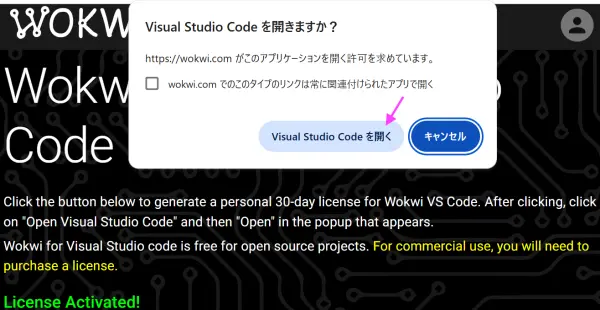 WOKW
Visual Studio Code を開きますか？
https://wokwi.com がこのアプリケーションを開く許可を求めています。
wokwi.com でのこのタイプのリンクは常に関連付けられたアプリで開く
Visual Studio Code を開く
キャンセル
Wokw
o
Code
Click the button below to generate a personal 30-day license for Wokwi VS Code. After clicking, click
on "Open Visual Studio Code" and then "Open" in the popup that appears.
Wokwi for Visual Studio code is free for open source projects. For commercial use, you will need to
purchase a license.
License Activated!